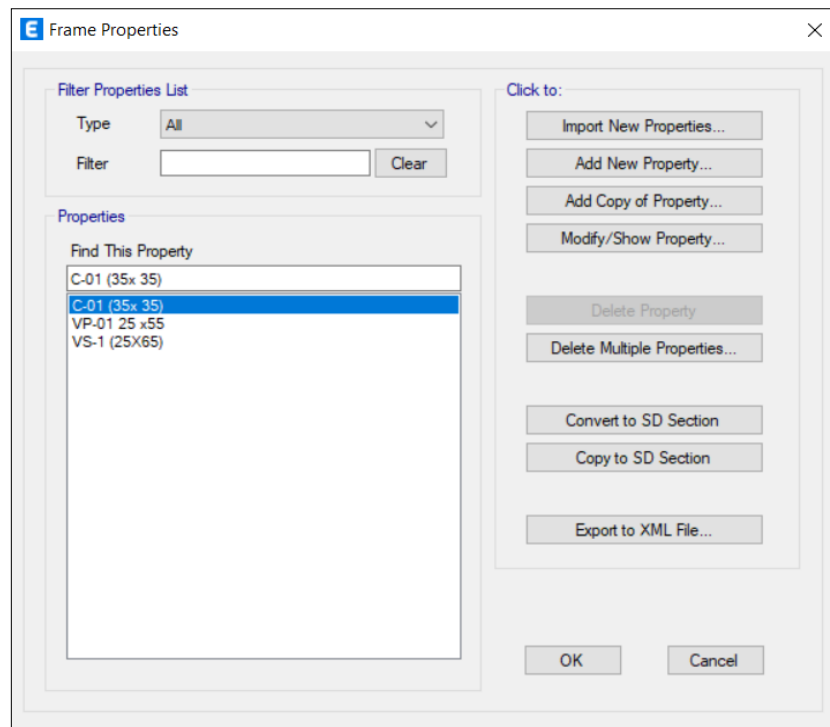 E Frame Properties
Filter Properties List
Type All
Filter Clear
Properties
Find This Property
C-01 (35x 35)
C-01 (35x 35)
VP-01 25 x55
VS-1 (25X65)
Click to:
Import New Properties...
Add New Property...
Add Copy of Property...
Modify/Show Property...
Delete Property
Delete Multiple Properties...
Convert to SD Section
Copy to SD Section
Export to XML File...
OK Cancel